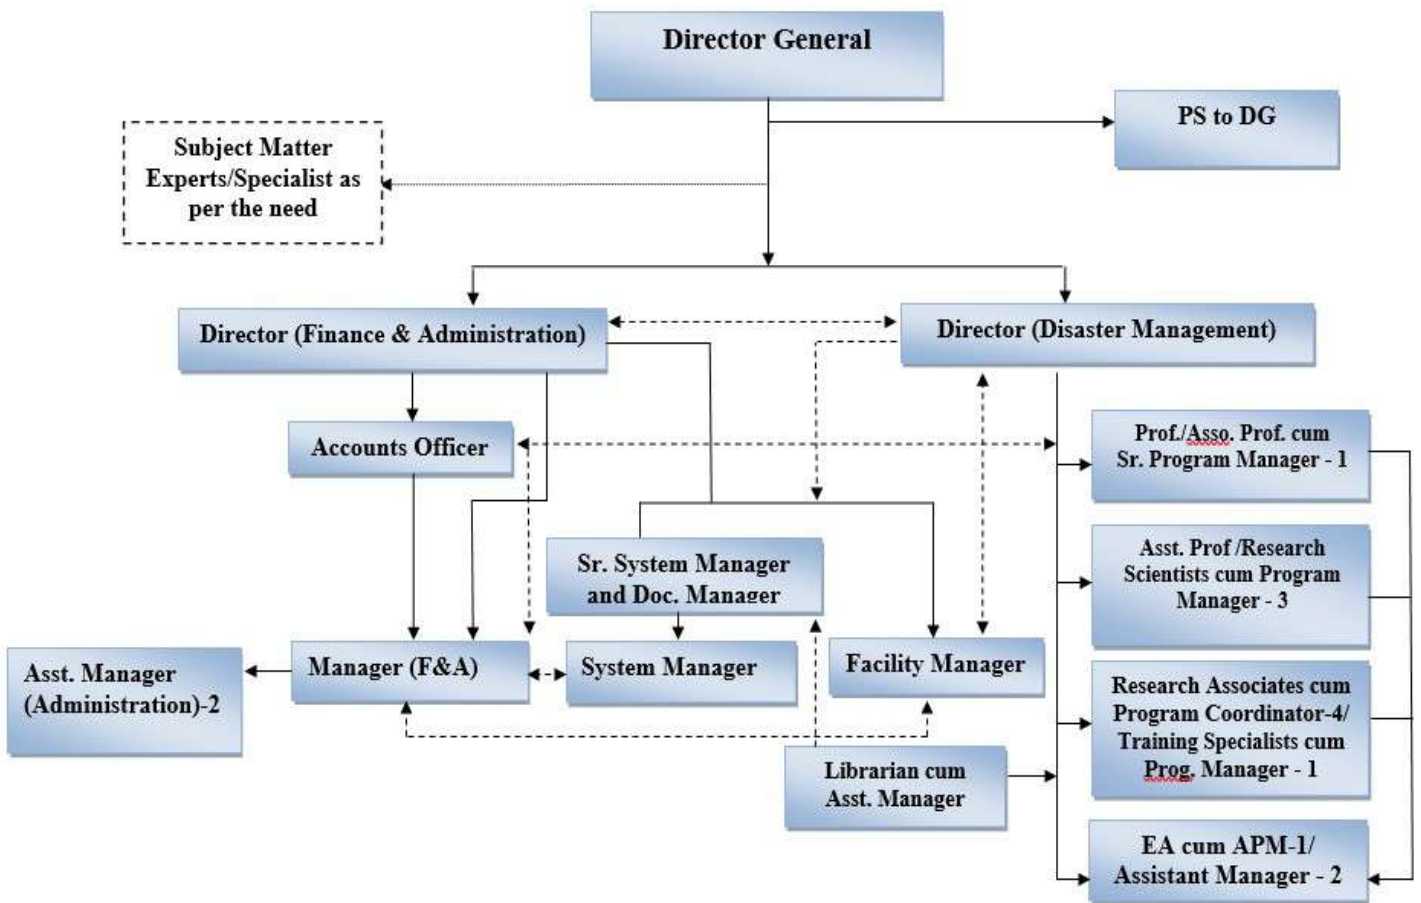 Director General
PS to DG
Subject Matter
Experts/Specialist as
per the need
Director (Finance & Administration)
Director (Disaster Management)
Accounts Officer
Prof./Asso. Prof. cum
Sr. Program Manager - 1
Asst. Prof /Research
Scientists cum Program
Manager - 3
Sr. System Manager
and Doc. Manager
Asst. Manager
(Administration)-2
Manager (F&A)
System Manager
Facility Manager
Research Associates cum
Program Coordinator-4/
Training Specialists cum
Prog. Manager - 1
Librarian cum
Asst. Manager
EA cum APM-1/
Assistant Manager - 2